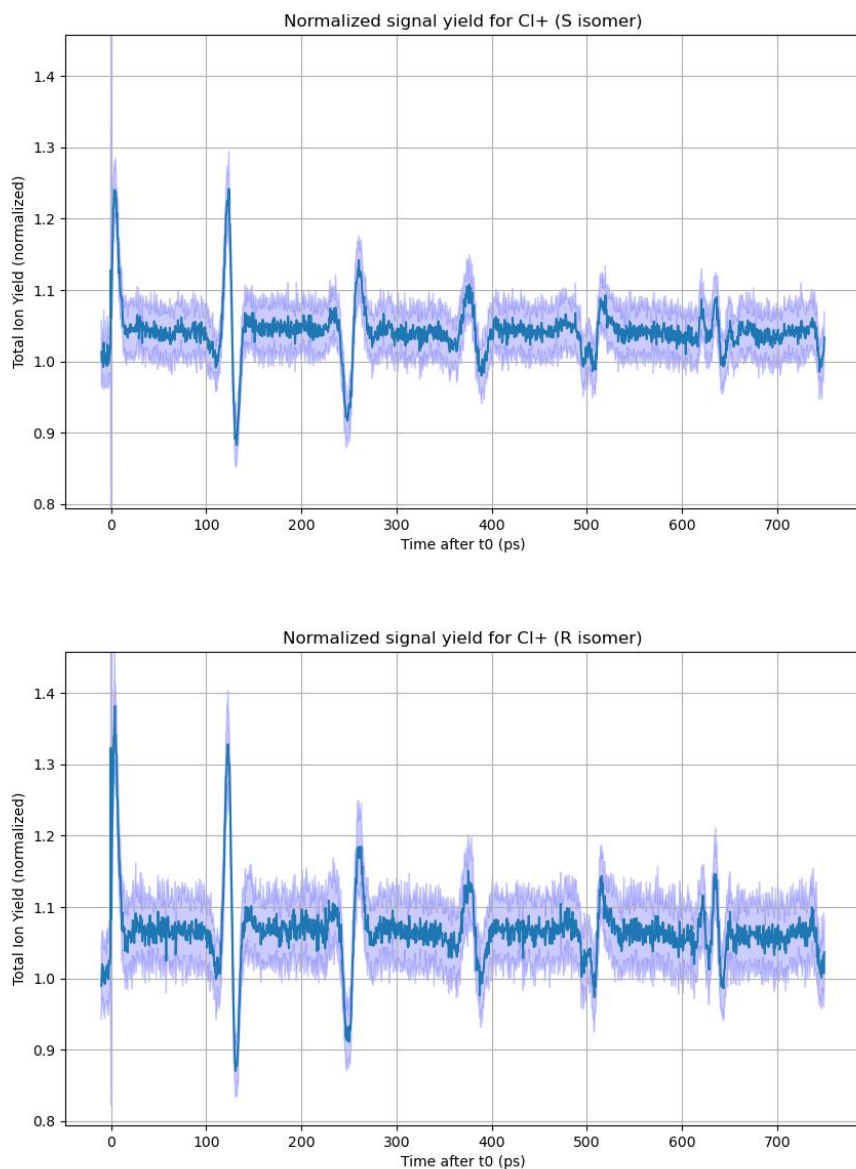 Normalized signal yield for Cl+ (S isomer)
Total Ion Yield (normalized)
1.4
1.3
1.2
1.1
1.0
0.9
0.8
0 100 200 300 400 500 600 700
Time after t0 (ps)
Normalized signal yield for Cl+ (R isomer)
Total Ion Yield (normalized)
1.4
1.3
1.2
1.1
1.0
0.9
0.8
0 100 200 300 400 500 600 700
Time after t0 (ps)